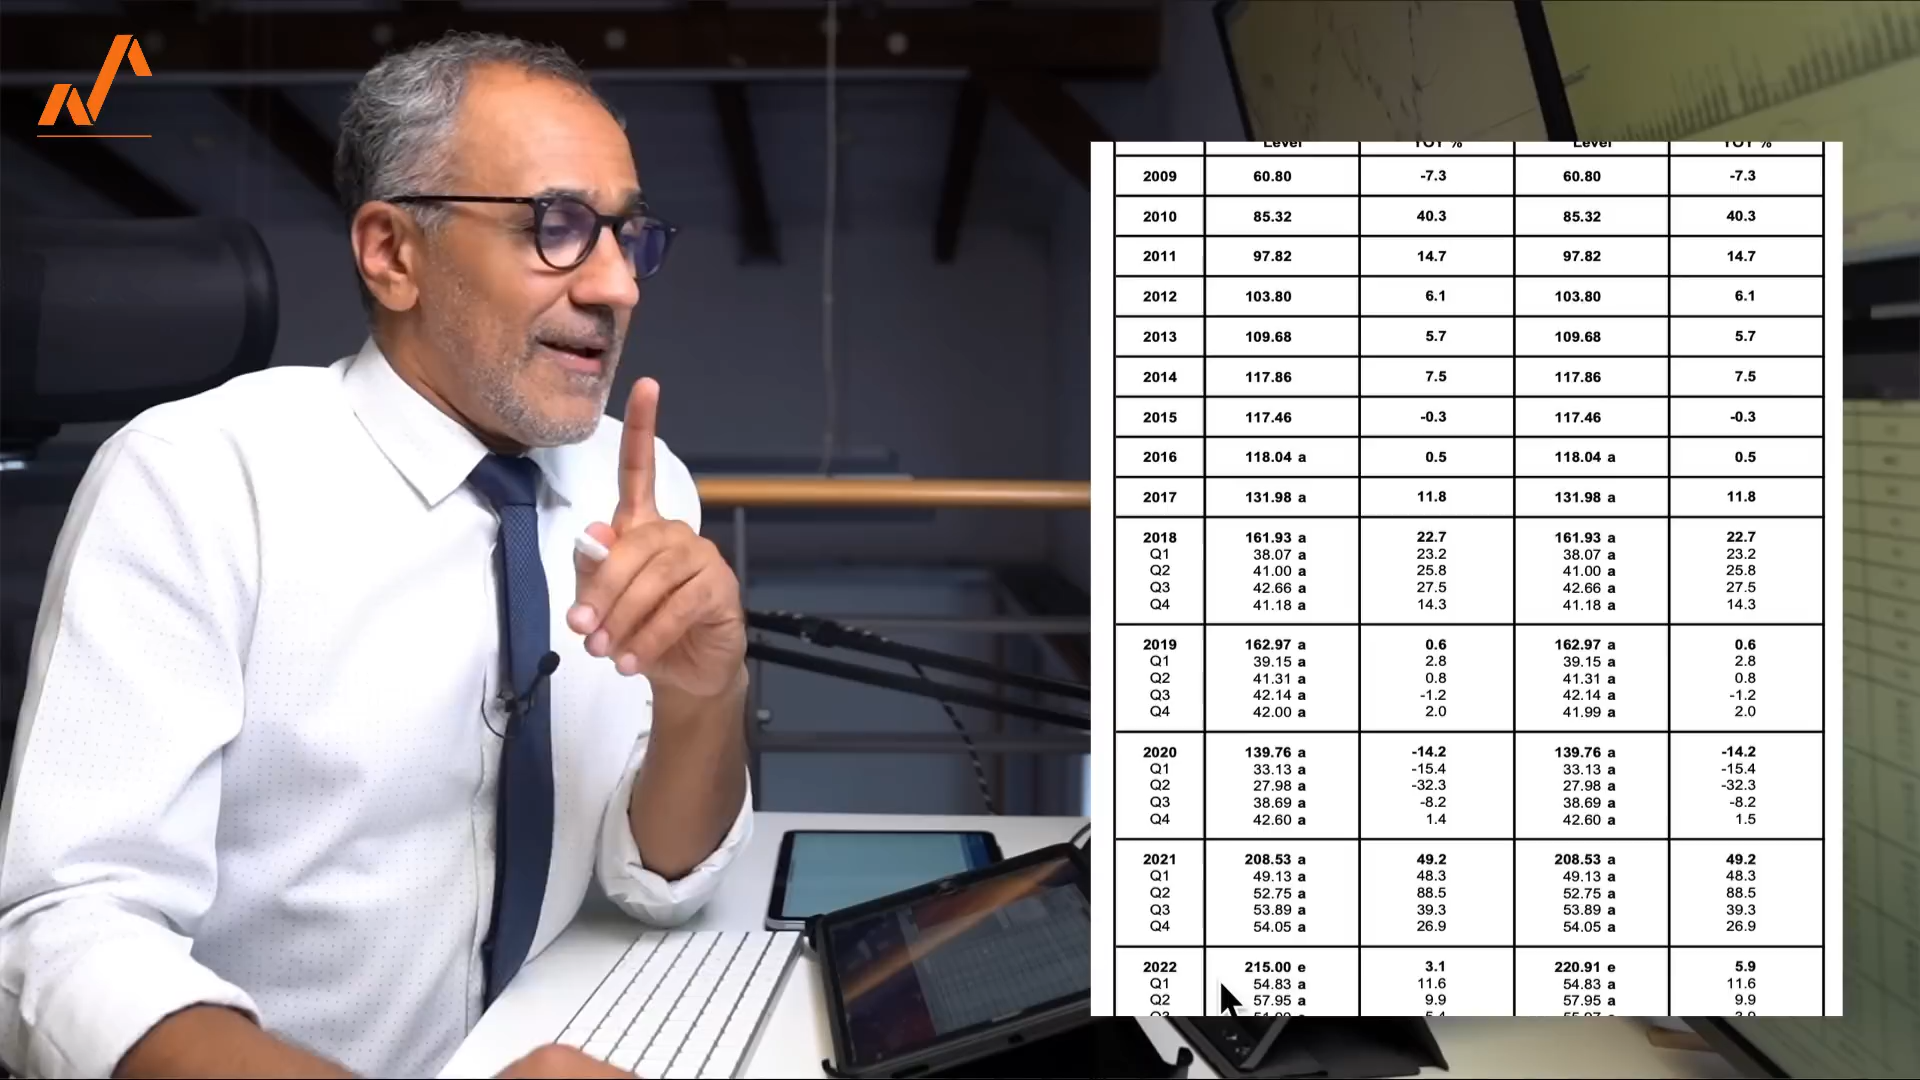 Level YOY % Level YOY %
2009 60.80 -7.3 60.80 -7.3
2010 85.32 40.3 85.32 40.3
2011 97.82 14.7 97.82 14.7
2012 103.80 6.1 103.80 6.1
2013 109.68 5.7 109.68 5.7
2014 117.86 7.5 117.86 7.5
2015 117.46 -0.3 117.46 -0.3
2016 118.04 a 0.5 118.04 a 0.5
2017 131.98 a 11.8 131.98 a 11.8
2018 161.93 a 22.7 161.93 a 22.7
Q1 38.07 a 23.2 38.07 a 23.2
Q2 41.00 a 25.8 41.00 a 25.8
Q3 42.66 a 27.5 42.66 a 27.5
Q4 41.18 a 14.3 41.18 a 14.3
2019 162.97 a 0.6 162.97 a 0.6
Q1 39.15 a 2.8 39.15 a 2.8
Q2 41.31 a 0.8 41.31 a 0.8
Q3 42.14 a -1.2 42.14 a -1.2
Q4 42.00 a 2.0 41.99 a 2.0
2020 139.76 a -14.2 139.76 a -14.2
Q1 33.13 a -15.4 33.13 a -15.4
Q2 27.98 a -32.3 27.98 a -32.3
Q3 38.69 a -8.2 38.69 a -8.2
Q4 42.60 a 1.4 42.60 a 1.5
2021 208.53 a 49.2 208.53 a 49.2
Q1 49.13 a 48.3 49.13 a 48.3
Q2 52.75 a 88.5 52.75 a 88.5
Q3 53.89 a 39.3 53.89 a 39.3
Q4 54.05 a 26.9 54.05 a 26.9
2022 215.00 e 3.1 220.91 e 5.9
Q1 54.83 a 11.6 54.83 a 11.6
Q2 57.95 a 9.9 57.95 a 9.9
Q3